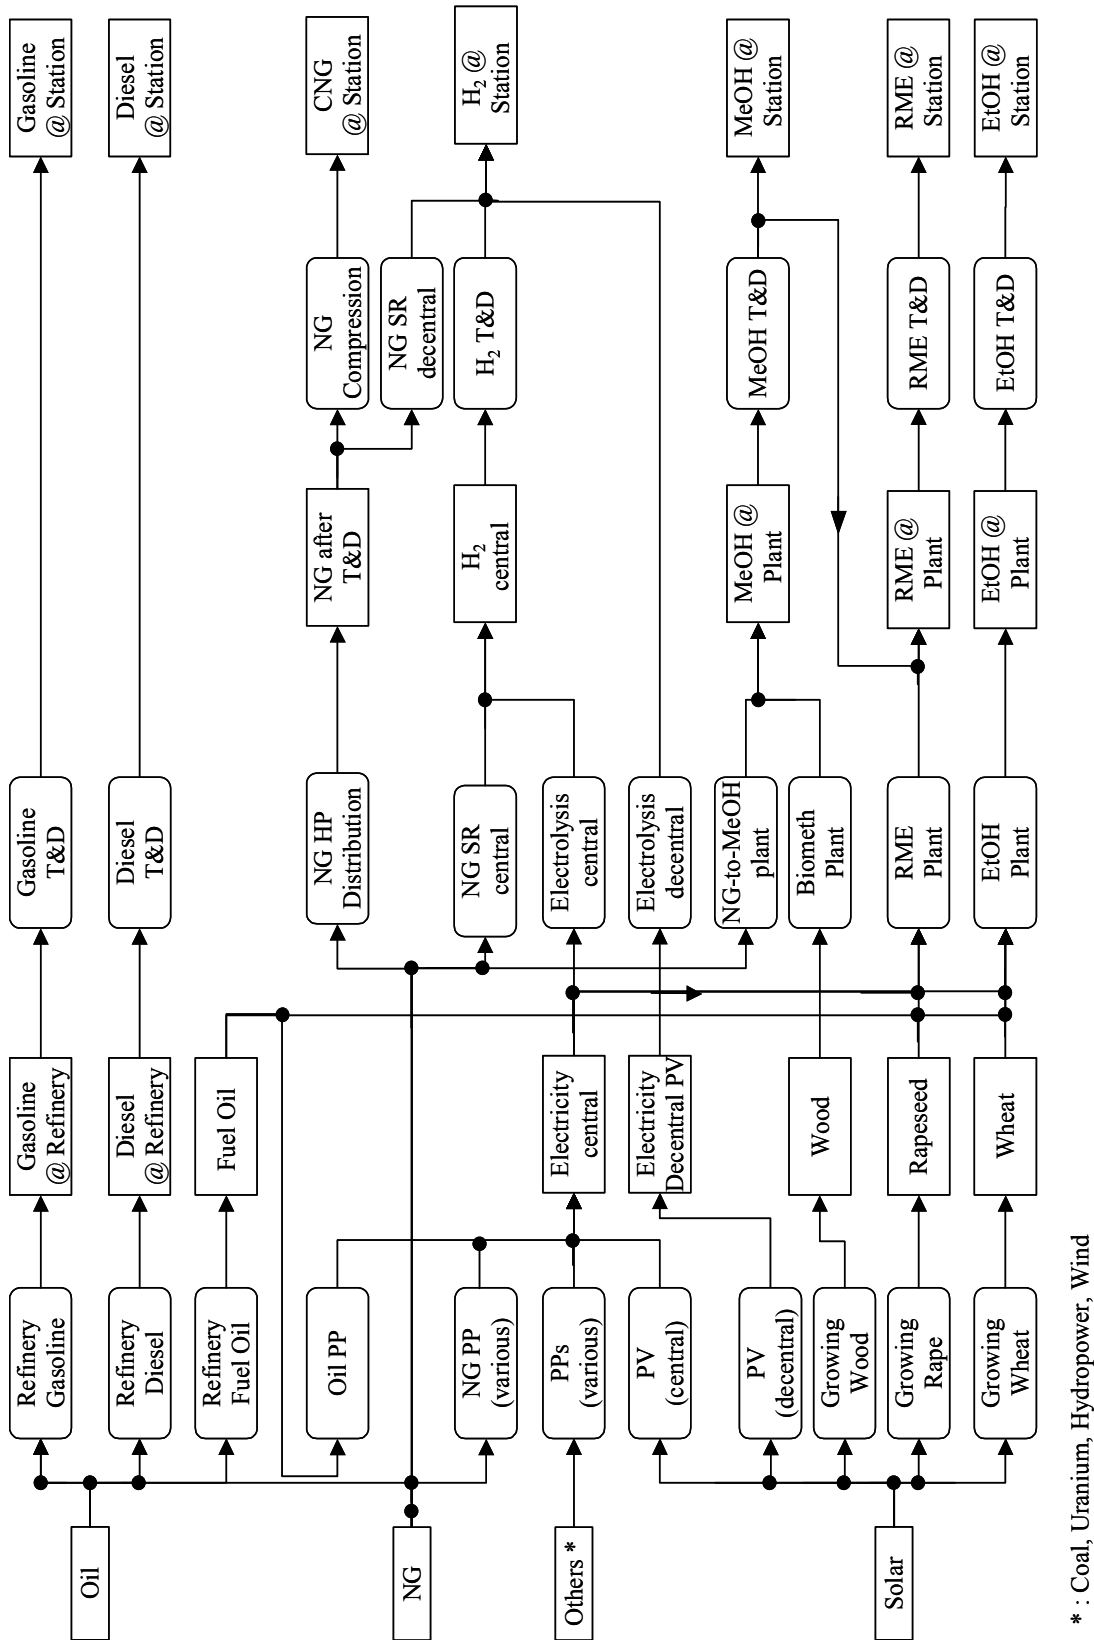 Oil
NG
Others *
Solar
Refinery
Gasoline
Refinery
Diesel
Refinery
Fuel Oil
Oil PP
NG PP
(various)
PPs
(various)
PV
(central)
PV
(decentral)
Growing
Wood
Growing
Rape
Growing
Wheat
Gasoline
@ Refinery
Diesel
@ Refinery
Fuel Oil
Electricity
central
Electricity
Decentral PV
Wood
Rapeseed
Wheat
Gasoline
T&D
Diesel
T&D
NG HP
Distribution
NG SR
central
Electrolysis
central
Electrolysis
decentral
NG-to-MeOH
plant
Biometh
Plant
RME
Plant
EtOH
Plant
NG after
T&D
H₂
central
MeOH @
Plant
RME @
Plant
EtOH @
Plant
NG
Compression
NG SR
decentral
H₂ T&D
MeOH T&D
RME T&D
EtOH T&D
Gasoline
@ Station
Diesel
@ Station
CNG
@ Station
H₂ @
Station
MeOH @
Station
RME @
Station
EtOH @
Station
* : Coal, Uranium, Hydropower, Wind